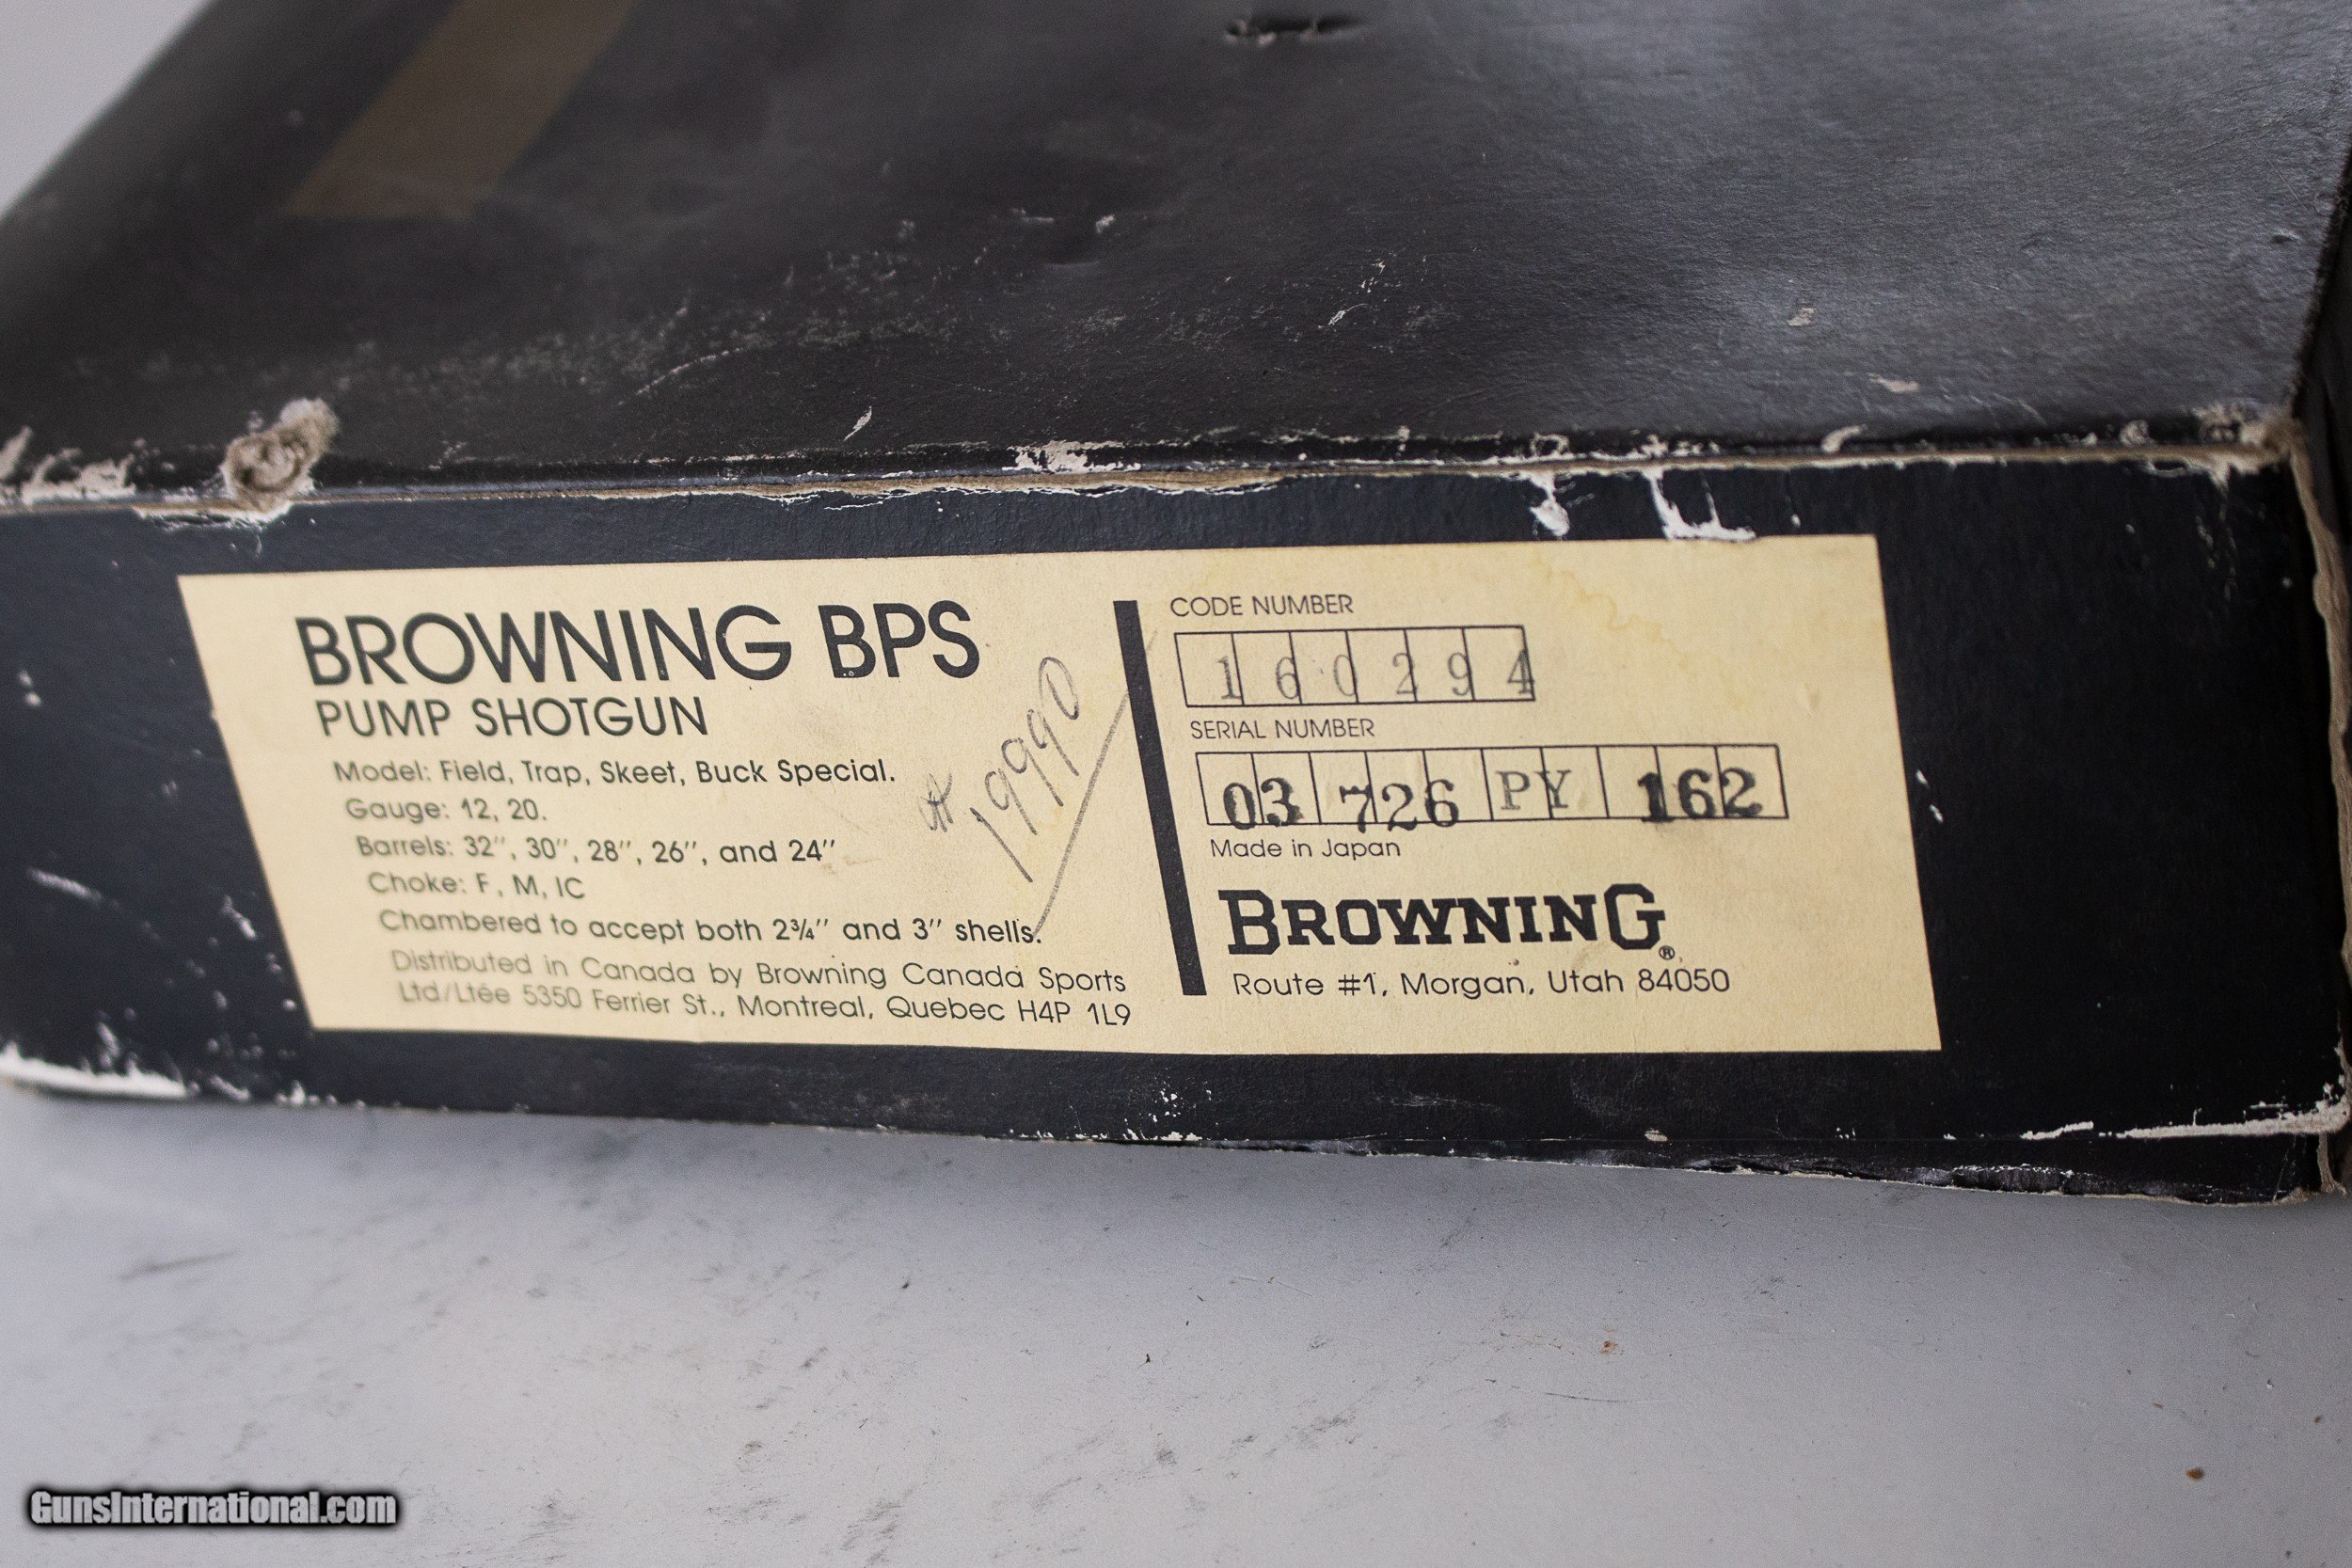 BROWNING BPS
PUMP SHOTGUN
Model: Field, Trap, Skeet, Buck Special.
Gauge: 12, 20.
Barrels: 32'', 30'', 28'', 26'', and 24''
Choke: F, M, IC
Chambered to accept both 2¾'' and 3'' shells.
Distributed in Canada by Browning Canada Sports
Ltd/Ltée 5350 Ferrier St., Montreal, Quebec H4P 1L9
19990
CODE NUMBER
160294
SERIAL NUMBER
03 726 PY 162
Made in Japan
BROWNING®
Route #1, Morgan, Utah 84050
GunsInternational.com